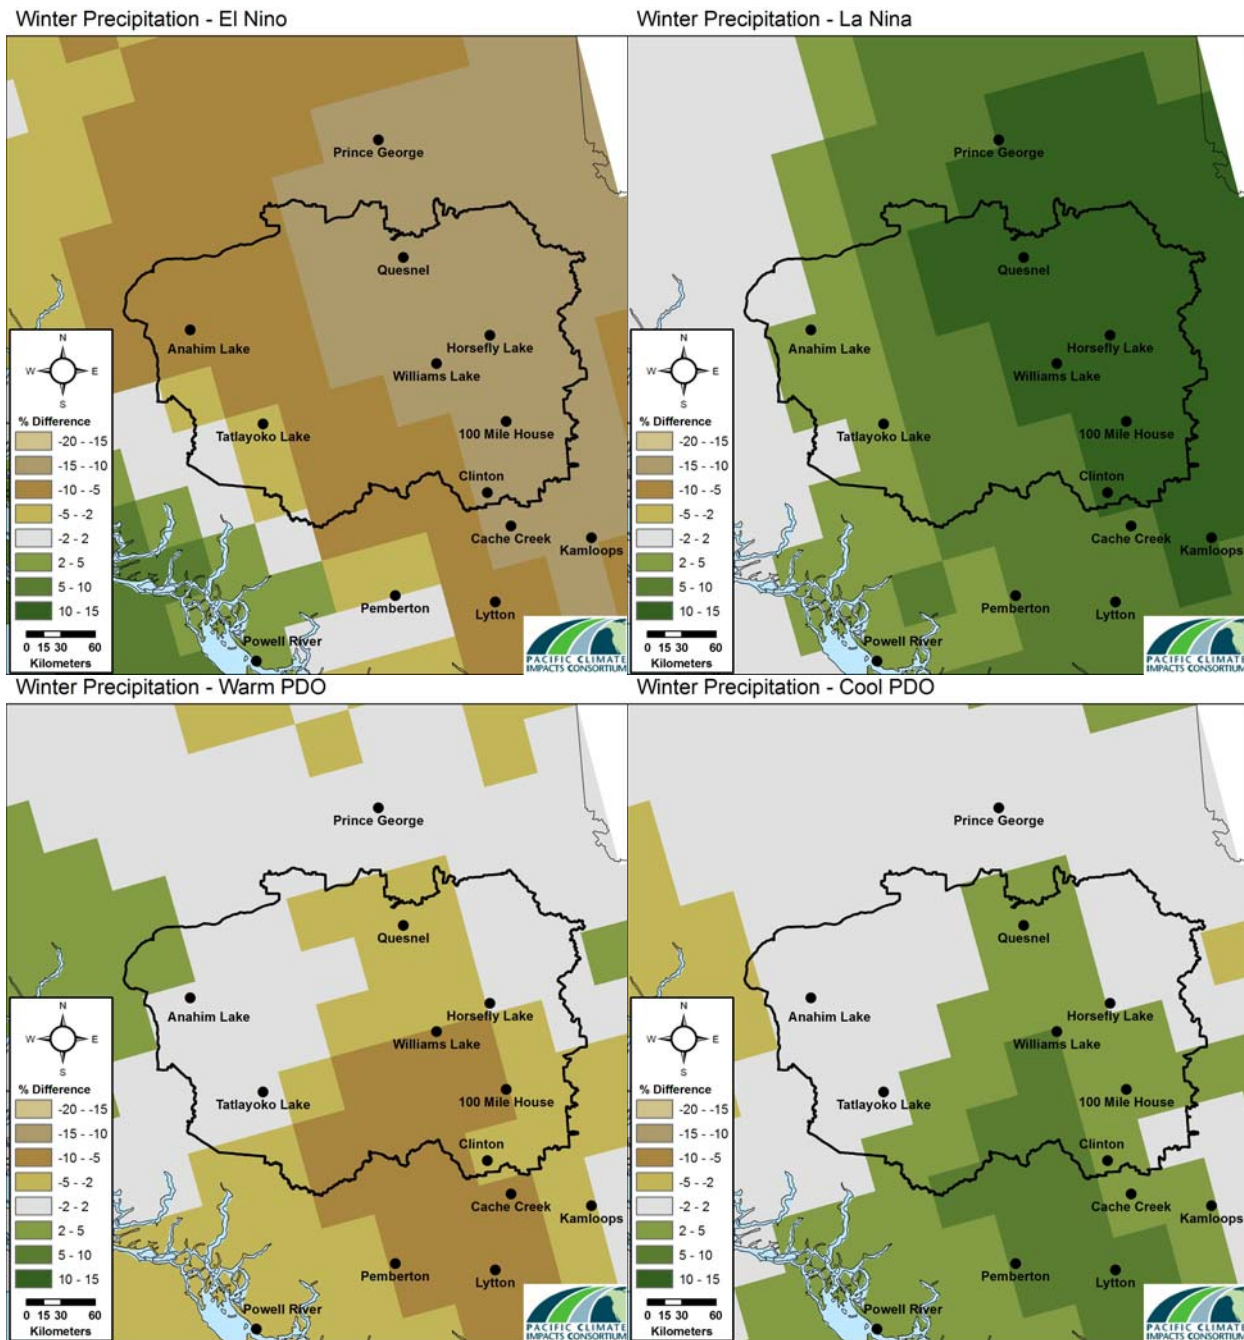 Winter Precipitation - El Nino
Prince George
Quesnel
Anahim Lake
Horsefly Lake
Williams Lake
Tatlayoko Lake
100 Mile House
Clinton
Cache Creek
Kamloops
Pemberton
Lytton
Powell River
N
W E
S
% Difference
-20 - -15
-15 - -10
-10 - -5
-5 - -2
-2 - 2
2 - 5
5 - 10
10 - 15
0 15 30 60
Kilometers
PACIFIC CLIMATE
IMPACTS CONSORTIUM
Winter Precipitation - La Nina
Prince George
Quesnel
Anahim Lake
Horsefly Lake
Williams Lake
Tatlayoko Lake
100 Mile House
Clinton
Cache Creek
Kamloops
Pemberton
Lytton
Powell River
N
W E
S
% Difference
-20 - -15
-15 - -10
-10 - -5
-5 - -2
-2 - 2
2 - 5
5 - 10
10 - 15
0 15 30 60
Kilometers
PACIFIC CLIMATE
IMPACTS CONSORTIUM
Winter Precipitation - Warm PDO
Prince George
Quesnel
Anahim Lake
Horsefly Lake
Williams Lake
Tatlayoko Lake
100 Mile House
Clinton
Cache Creek
Kamloops
Pemberton
Lytton
Powell River
N
W E
S
% Difference
-20 - -15
-15 - -10
-10 - -5
-5 - -2
-2 - 2
2 - 5
5 - 10
10 - 15
0 15 30 60
Kilometers
PACIFIC CLIMATE
IMPACTS CONSORTIUM
Winter Precipitation - Cool PDO
Prince George
Quesnel
Anahim Lake
Horsefly Lake
Williams Lake
Tatlayoko Lake
100 Mile House
Clinton
Cache Creek
Kamloops
Pemberton
Lytton
Powell River
N
W E
S
% Difference
-20 - -15
-15 - -10
-10 - -5
-5 - -2
-2 - 2
2 - 5
5 - 10
10 - 15
0 15 30 60
Kilometers
PACIFIC CLIMATE
IMPACTS CONSORTIUM